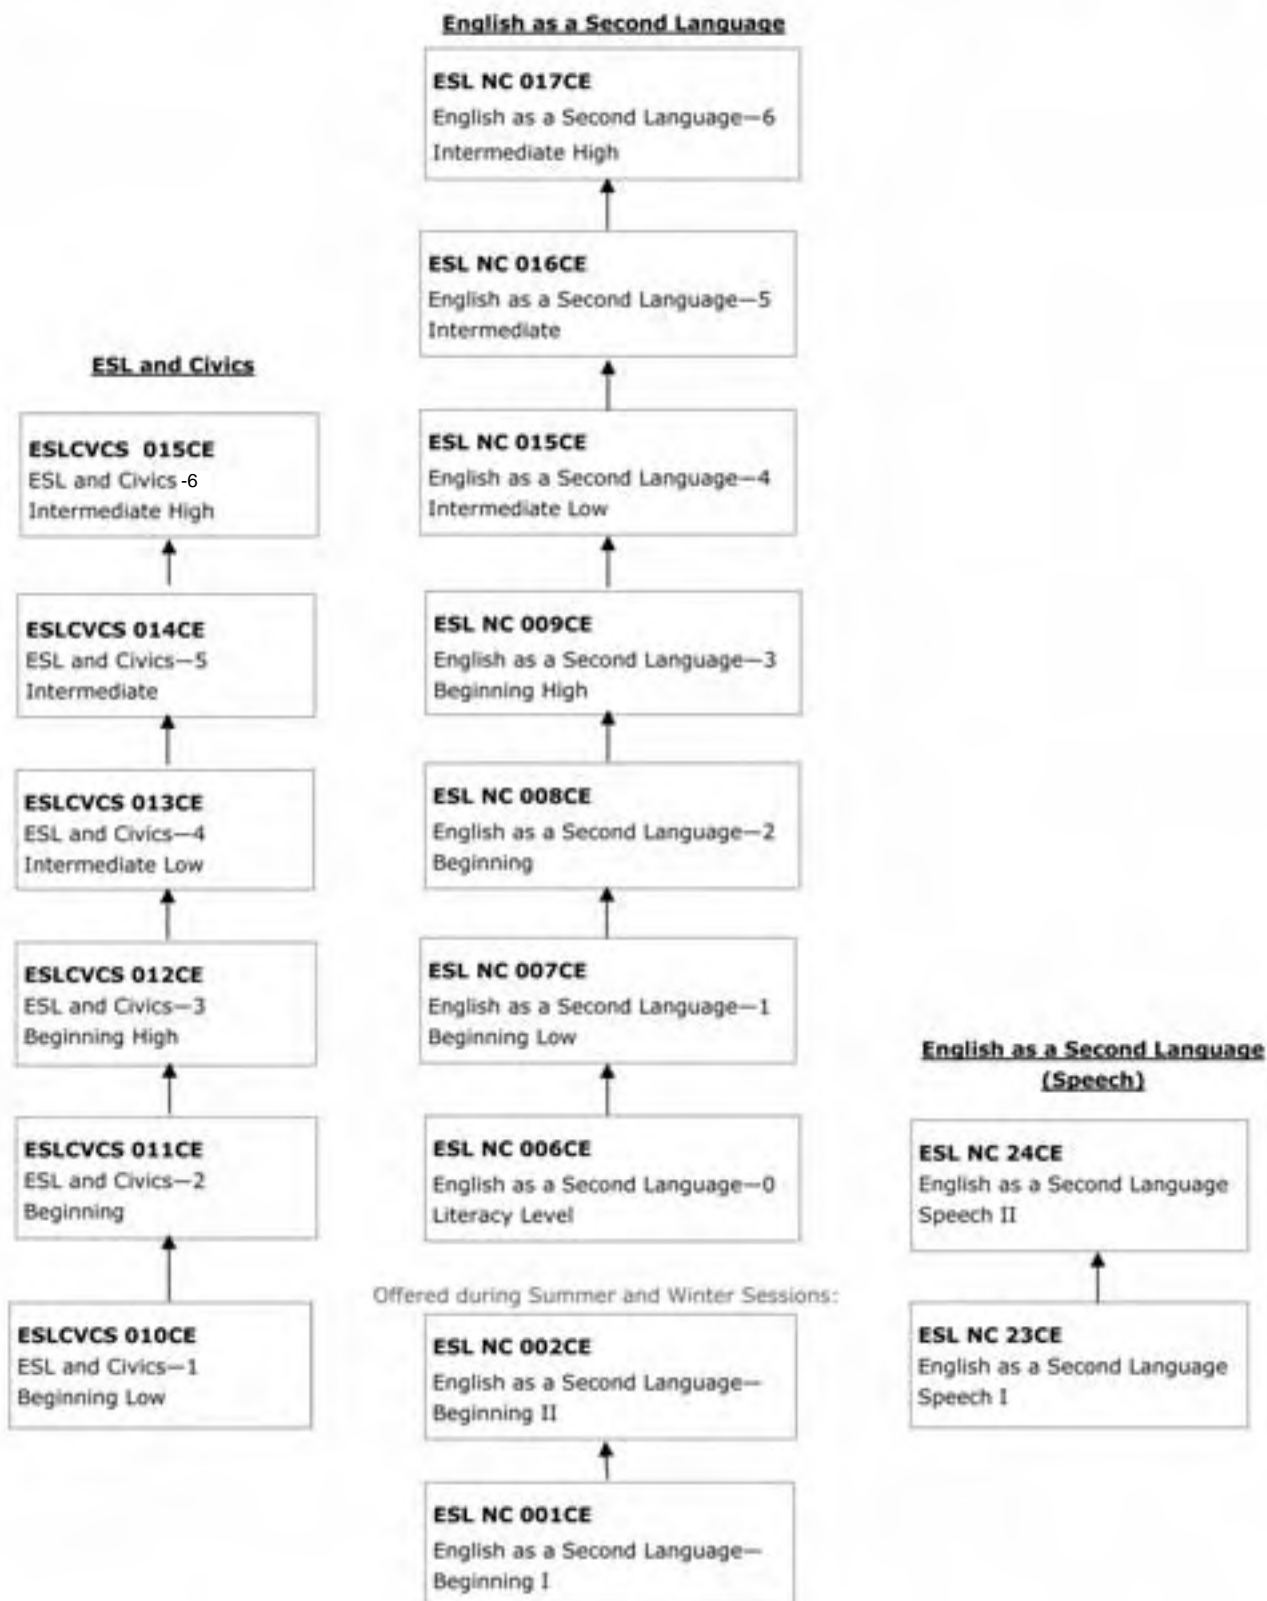 English as a Second Language
ESL NC 017CE
English as a Second Language—6
Intermediate High
ESL NC 016CE
English as a Second Language—5
Intermediate
ESL NC 015CE
English as a Second Language—4
Intermediate Low
ESL NC 009CE
English as a Second Language—3
Beginning High
ESL NC 008CE
English as a Second Language—2
Beginning
ESL NC 007CE
English as a Second Language—1
Beginning Low
ESL NC 006CE
English as a Second Language—0
Literacy Level
Offered during Summer and Winter Sessions:
ESL NC 002CE
English as a Second Language—
Beginning II
ESL NC 001CE
English as a Second Language—
Beginning I
ESL and Civics
ESLCVCS 015CE
ESL and Civics -6
Intermediate High
ESLCVCS 014CE
ESL and Civics—5
Intermediate
ESLCVCS 013CE
ESL and Civics—4
Intermediate Low
ESLCVCS 012CE
ESL and Civics—3
Beginning High
ESLCVCS 011CE
ESL and Civics—2
Beginning
ESLCVCS 010CE
ESL and Civics—1
Beginning Low
English as a Second Language
(Speech)
ESL NC 24CE
English as a Second Language
Speech II
ESL NC 23CE
English as a Second Language
Speech I